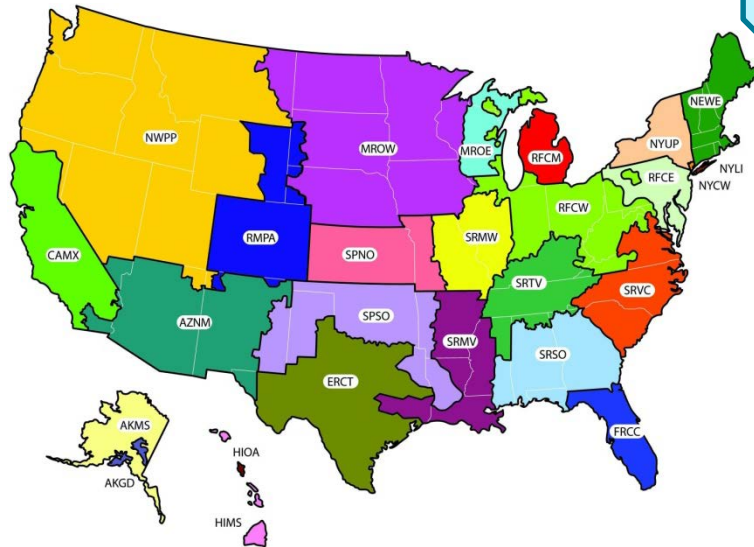 NEWE
NWPP
MROW
MROE
NYUP
RFCM
NYLI
RFCE
NYCW
RFCW
RMPA
SRMW
CAMX
SPNO
SRTV
SRVC
AZNM
SPSO
SRMV
SRSO
ERCT
AKMS
FRCC
HIOA
AKGD
HIMS